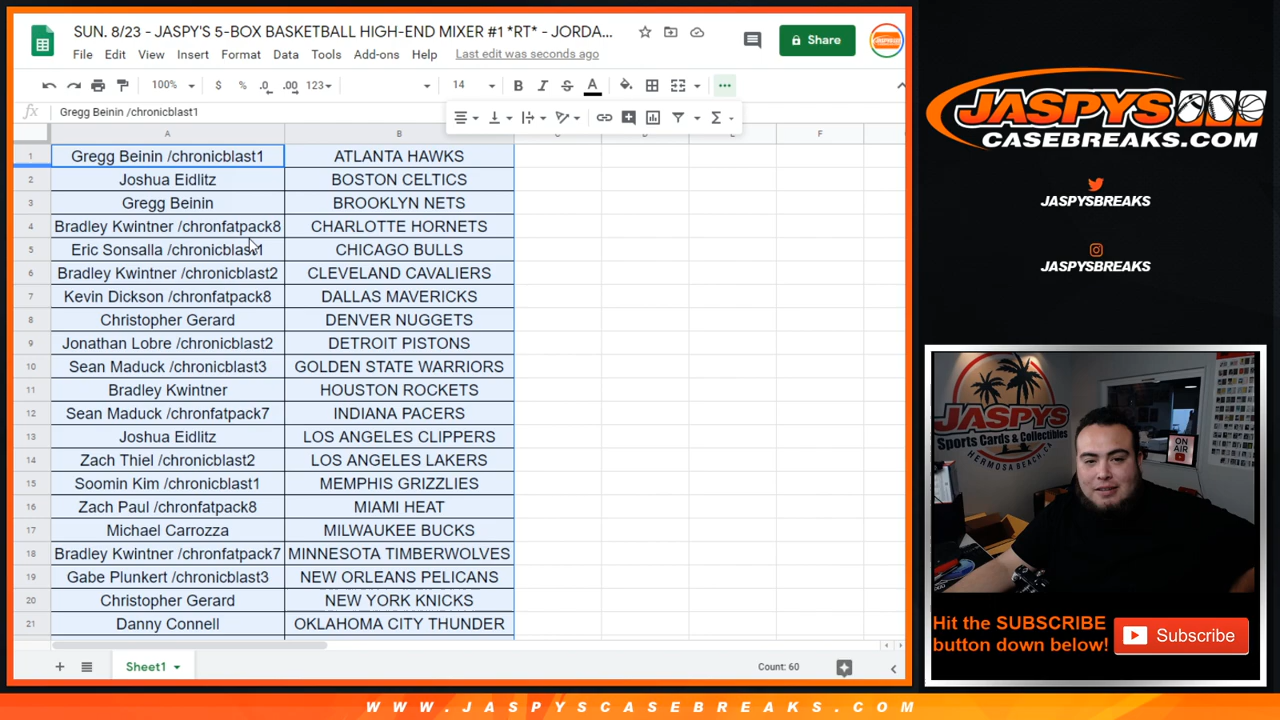 SUN. 8/23 - JASPY'S 5-BOX BASKETBALL HIGH-END MIXER #1 *RT* - JORDA...
File Edit View Insert Format Data Tools Add-ons Help Last edit was seconds ago
Share
100% $ % .0 .00 123 14 B I A
fx Gregg Beinin /chronicblast1
A B C D E F
1 Gregg Beinin /chronicblast1 ATLANTA HAWKS
2 Joshua Eidlitz BOSTON CELTICS
3 Gregg Beinin BROOKLYN NETS
4 Bradley Kwintner /chronfatpack8 CHARLOTTE HORNETS
5 Eric Sonsalla /chronicblast1 CHICAGO BULLS
6 Bradley Kwintner /chronicblast2 CLEVELAND CAVALIERS
7 Kevin Dickson /chronfatpack8 DALLAS MAVERICKS
8 Christopher Gerard DENVER NUGGETS
9 Jonathan Lobre /chronicblast2 DETROIT PISTONS
10 Sean Maduck /chronicblast3 GOLDEN STATE WARRIORS
11 Bradley Kwintner HOUSTON ROCKETS
12 Sean Maduck /chronfatpack7 INDIANA PACERS
13 Joshua Eidlitz LOS ANGELES CLIPPERS
14 Zach Thiel /chronicblast2 LOS ANGELES LAKERS
15 Soomin Kim /chronicblast1 MEMPHIS GRIZZLIES
16 Zach Paul /chronfatpack8 MIAMI HEAT
17 Michael Carrozza MILWAUKEE BUCKS
18 Bradley Kwintner /chronfatpack7 MINNESOTA TIMBERWOLVES
19 Gabe Plunkert /chronicblast3 NEW ORLEANS PELICANS
20 Christopher Gerard NEW YORK KNICKS
21 Danny Connell OKLAHOMA CITY THUNDER
Sheet1
Count: 60
JASPYS
CASEBREAKS.COM
JASPYSBREAKS
JASPYSBREAKS
JASPYS
Sports Cards & Collectibles
HERMOSA BEACH, CA
ON AIR
Hit the SUBSCRIBE
button down below!
Subscribe
WWW.JASPYSCASEBREAKS.COM